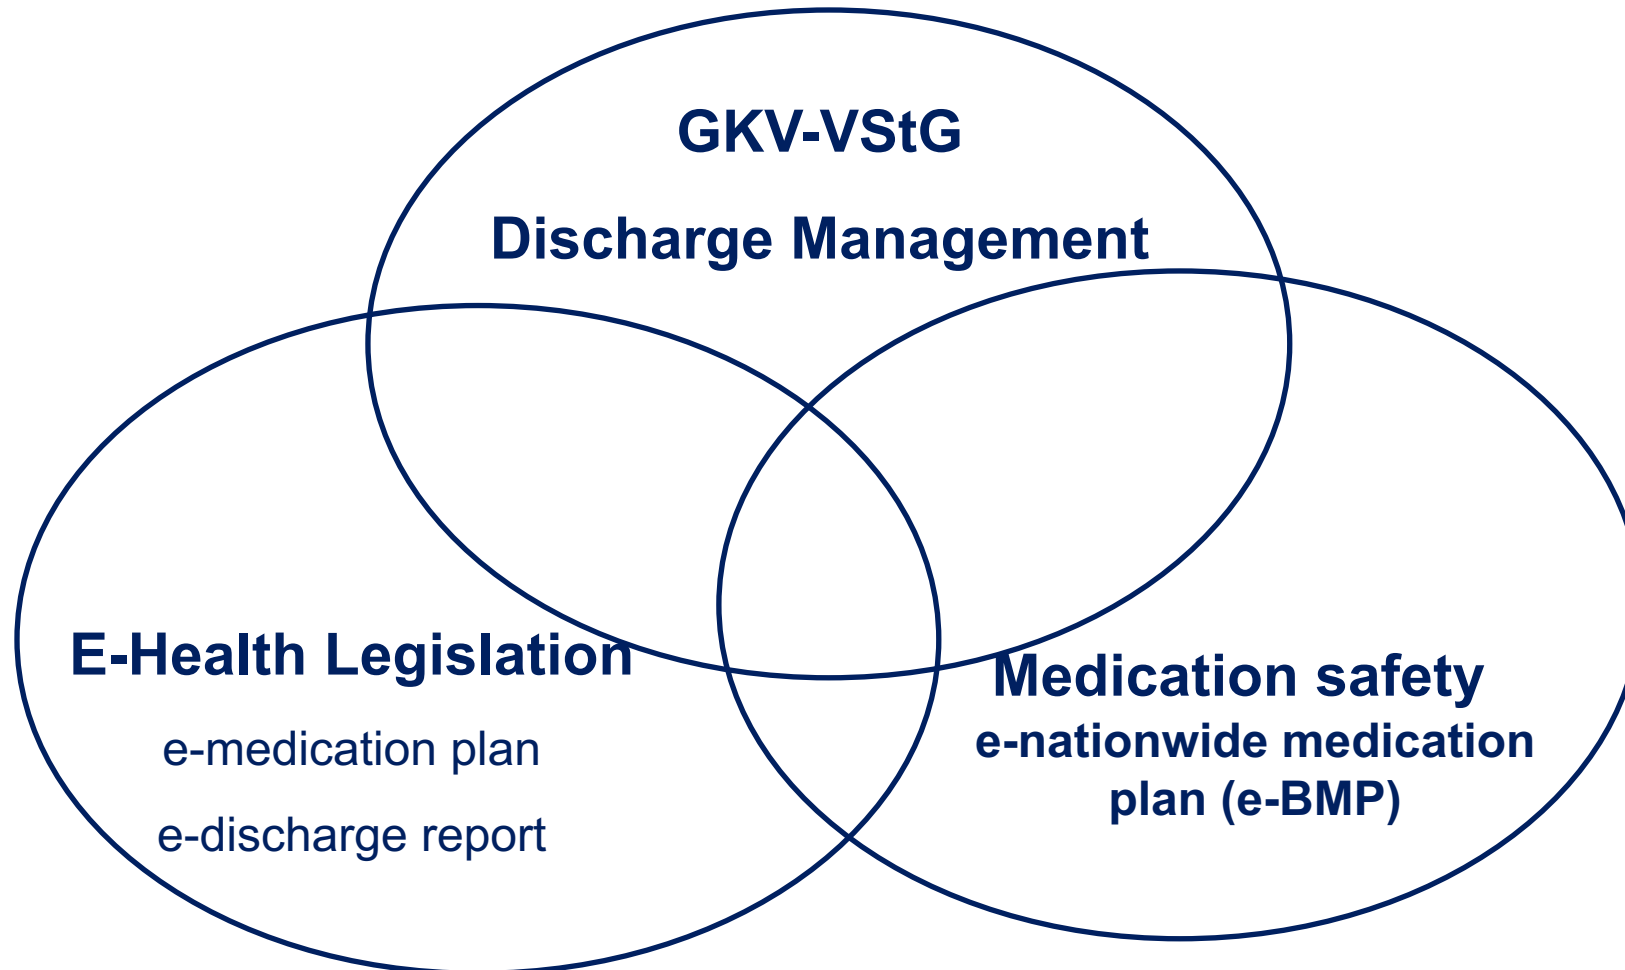 GKV-VStG
Discharge Management
E-Health Legislation
e-medication plan
e-discharge report
Medication safety
e-nationwide medication
plan (e-BMP)